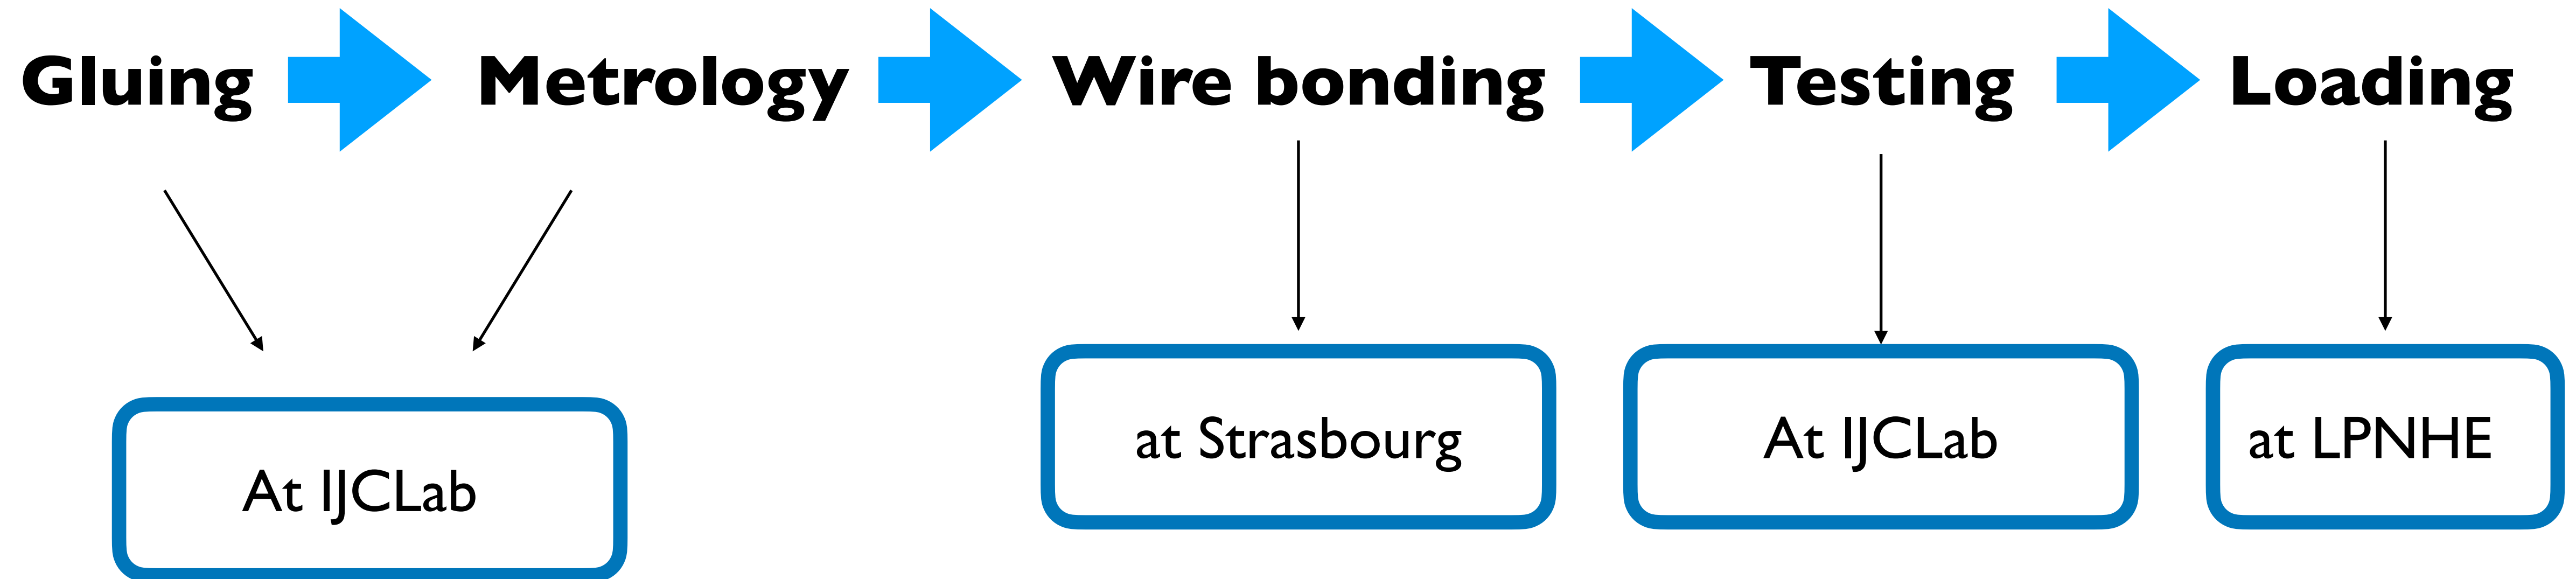 Gluing
Metrology
Wire bonding
Testing
Loading
At IJCLab
at Strasbourg
At IJCLab
at LPNHE